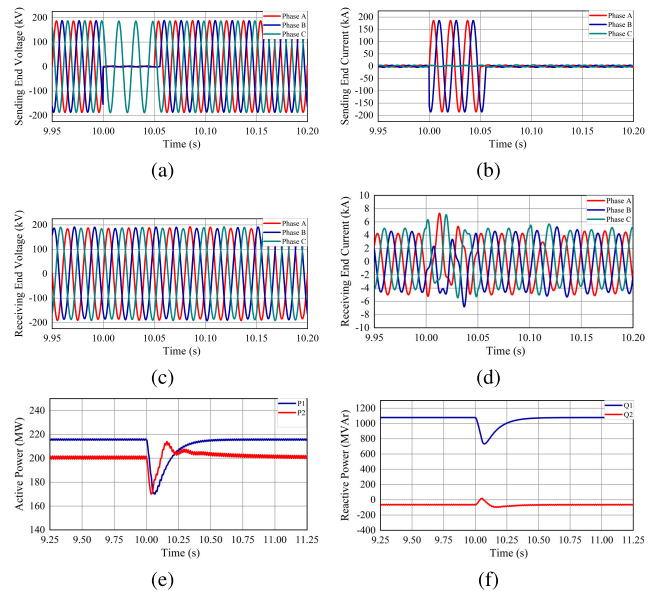 Sending End Voltage (kV)
200
100
0
-100
-200
Phase A
Phase B
Phase C
9.95 10.00 10.05 10.10 10.15 10.20
Time (s)
(a)
Sending End Current (kA)
200
150
100
50
0
-50
-100
-150
-200
Phase A
Phase B
Phase C
9.95 10.00 10.05 10.10 10.15 10.20
Time (s)
(b)
Receiving End Voltage (kV)
200
100
0
-100
-200
Phase A
Phase B
Phase C
9.95 10.00 10.05 10.10 10.15 10.20
Time (s)
(c)
Receiving End Current (kA)
10
8
6
4
2
0
-2
-4
-6
-8
-10
Phase A
Phase B
Phase C
9.95 10.00 10.05 10.10 10.15 10.20
Time (s)
(d)
Active Power (MW)
240
220
200
180
160
140
P1
P2
9.25 9.50 9.75 10.00 10.25 10.50 10.75 11.00 11.25
Time (s)
(e)
Reactive Power (MVAr)
1200
1000
800
600
400
200
0
-200
-400
Q1
Q2
9.25 9.50 9.75 10.00 10.25 10.50 10.75 11.00 11.25
Time (s)
(f)